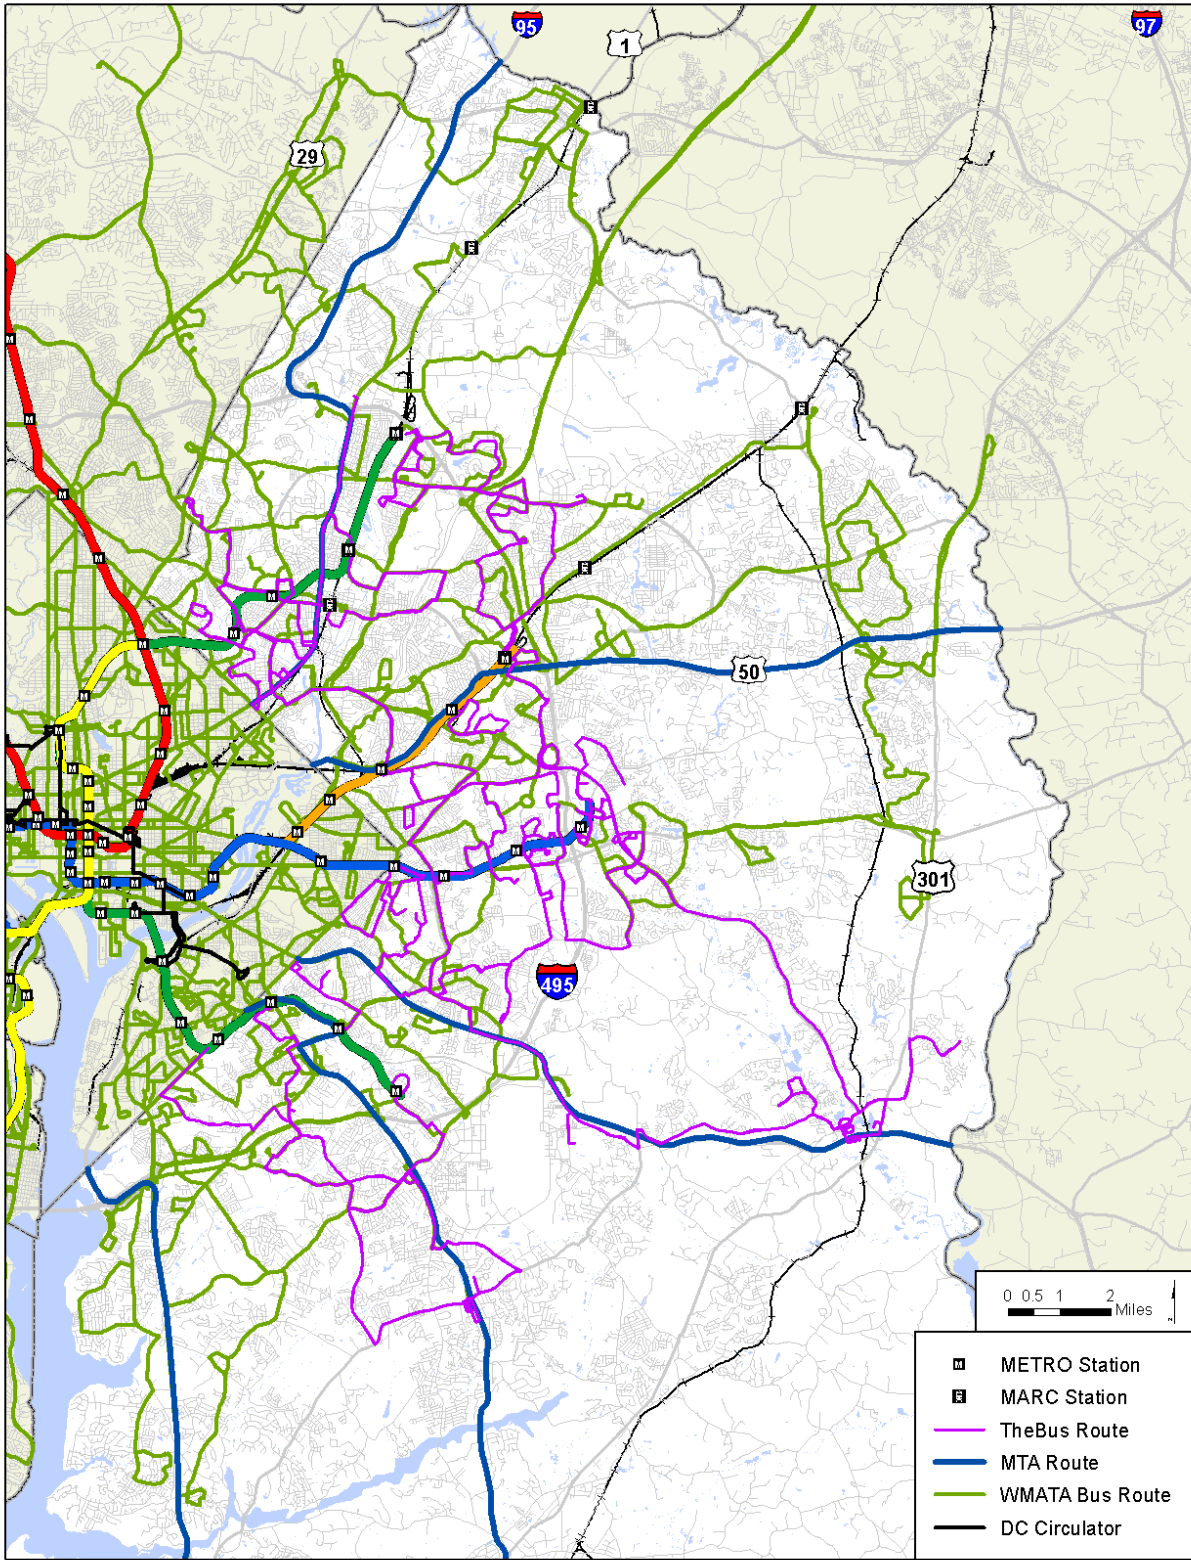 95
1
97
29
50
301
495
0 0.5 1 2
Miles
METRO Station
MARC Station
TheBus Route
MTA Route
WMATA Bus Route
DC Circulator